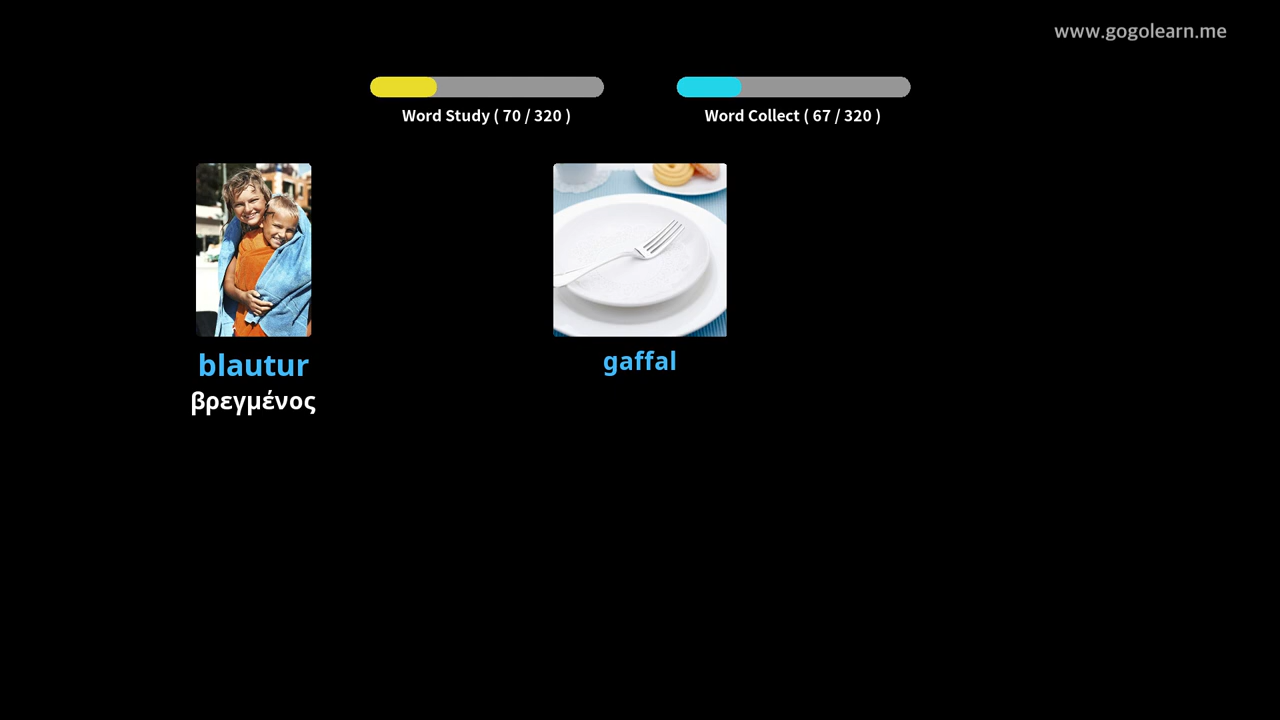 www.gogolearn.me
Word Study ( 70 / 320 )
Word Collect ( 67 / 320 )
blautur
βρεγμένος
gaffal